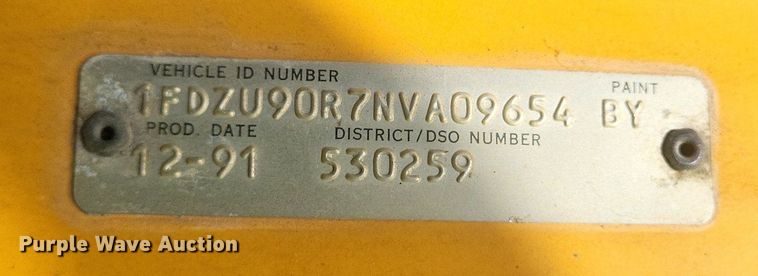 VEHICLE ID NUMBER PAINT
1FDZU90R7NVA09654 BY
PROD. DATE DISTRICT/DSO NUMBER
12-91 530259
Purple Wave Auction